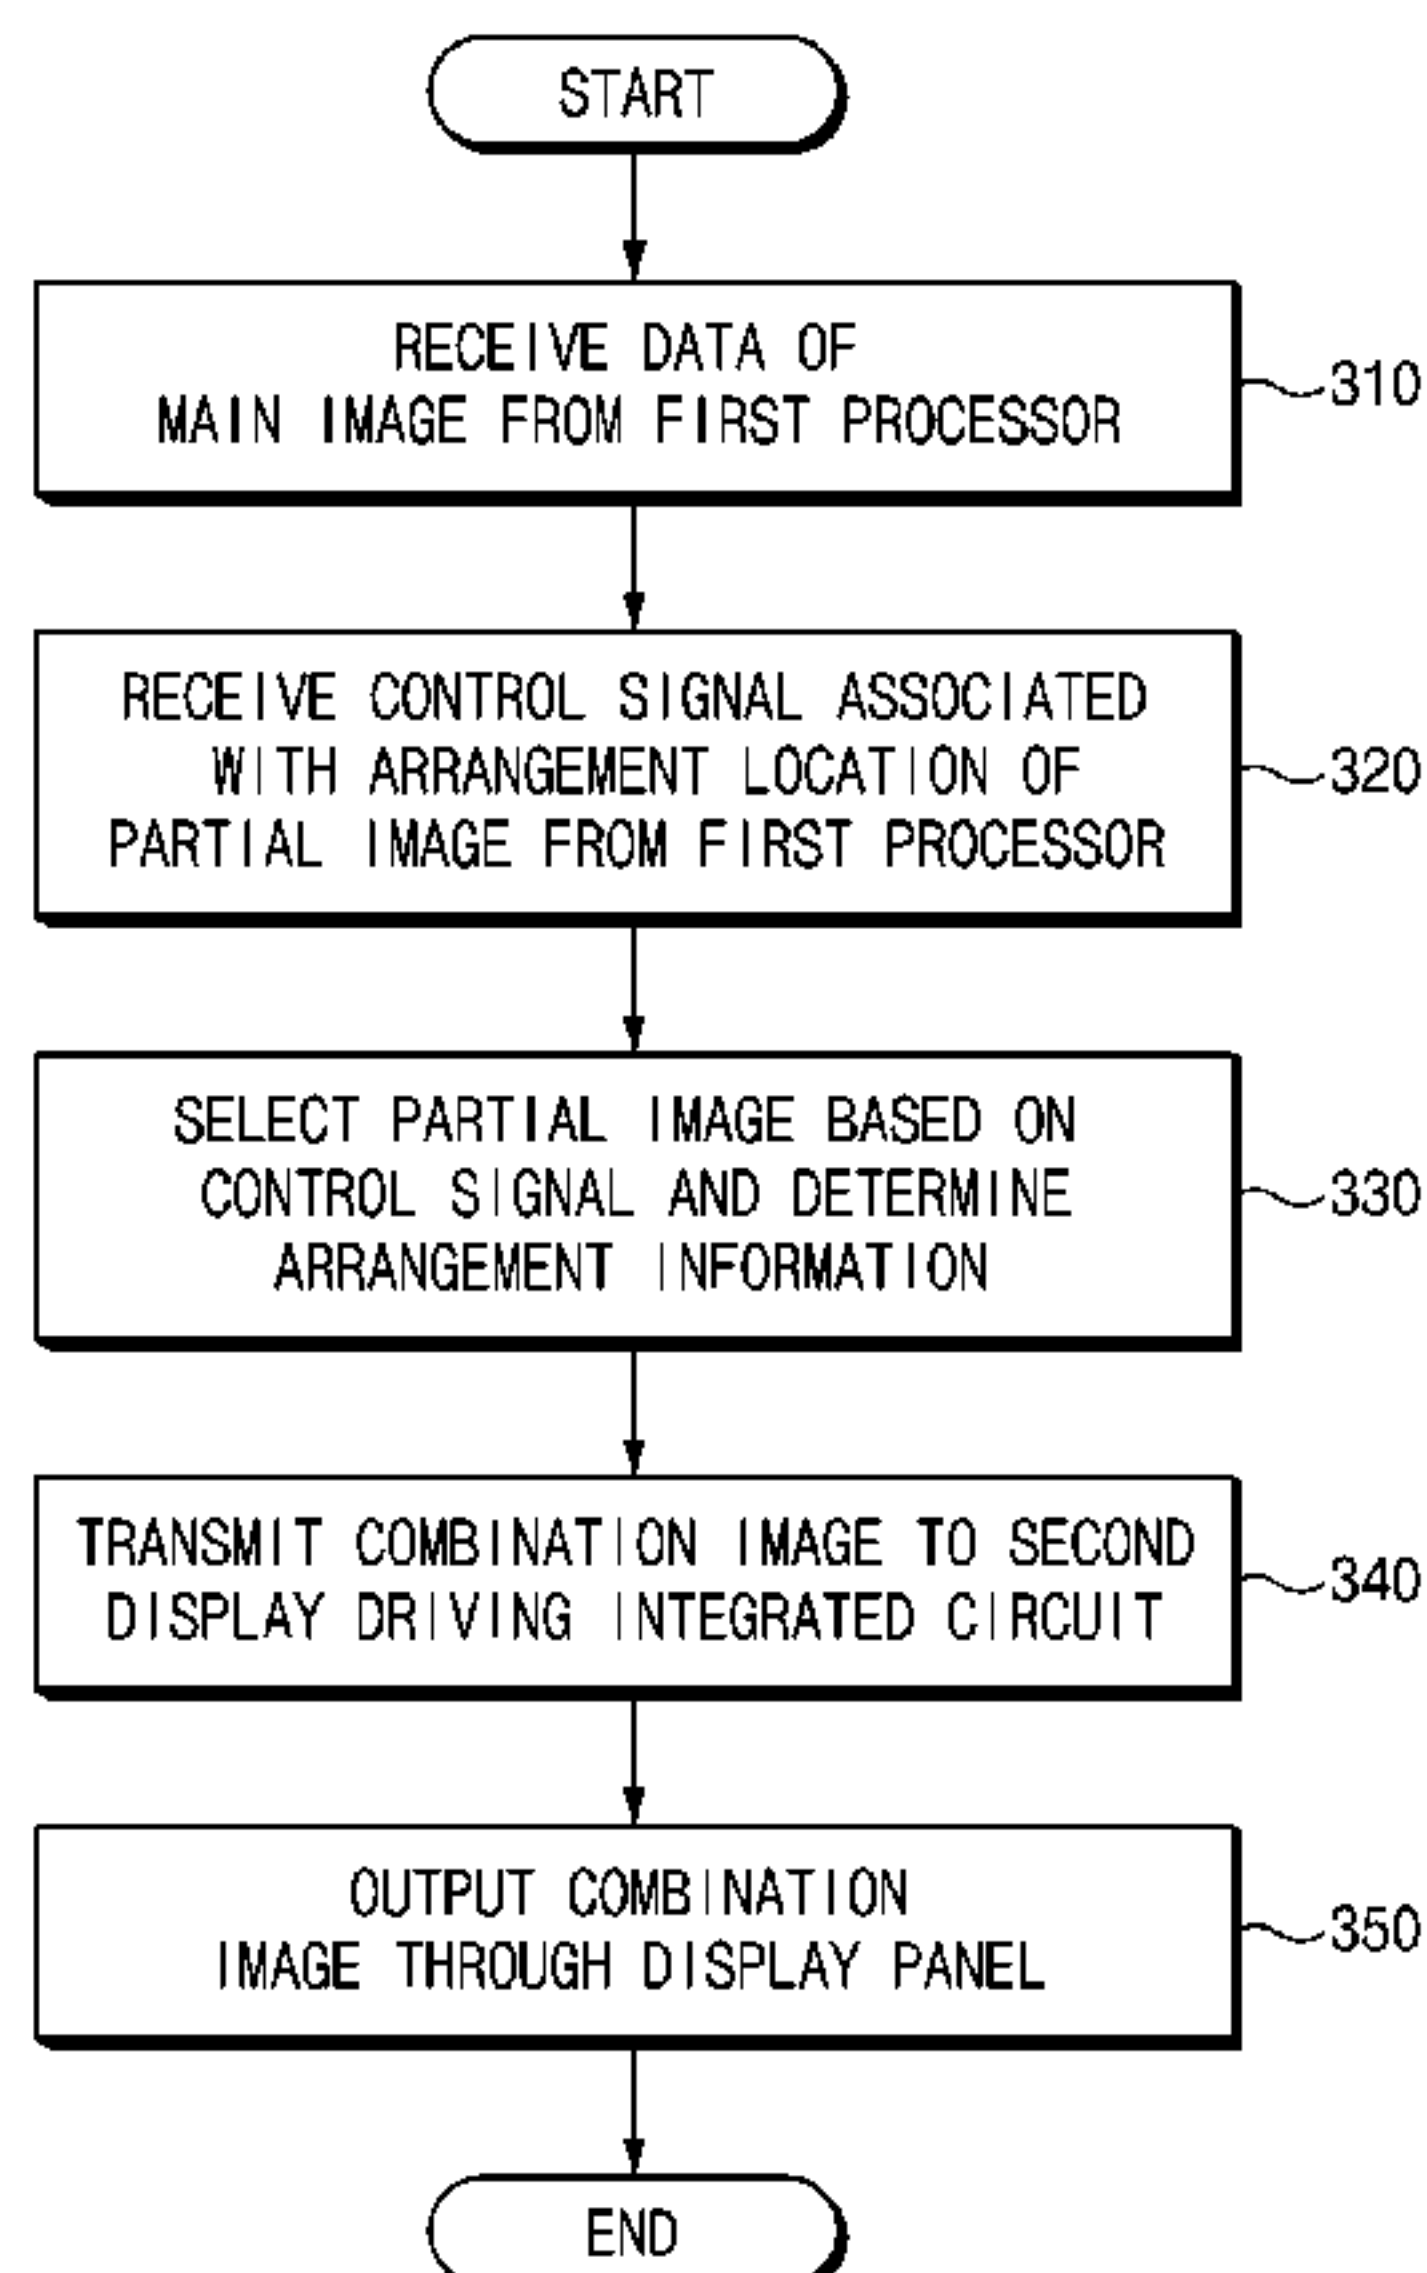 START
RECEIVE DATA OF
MAIN IMAGE FROM FIRST PROCESSOR
310
RECEIVE CONTROL SIGNAL ASSOCIATED
WITH ARRANGEMENT LOCATION OF
PARTIAL IMAGE FROM FIRST PROCESSOR
320
SELECT PARTIAL IMAGE BASED ON
CONTROL SIGNAL AND DETERMINE
ARRANGEMENT INFORMATION
330
TRANSMIT COMBINATION IMAGE TO SECOND
DISPLAY DRIVING INTEGRATED CIRCUIT
340
OUTPUT COMBINATION
IMAGE THROUGH DISPLAY PANEL
350
END